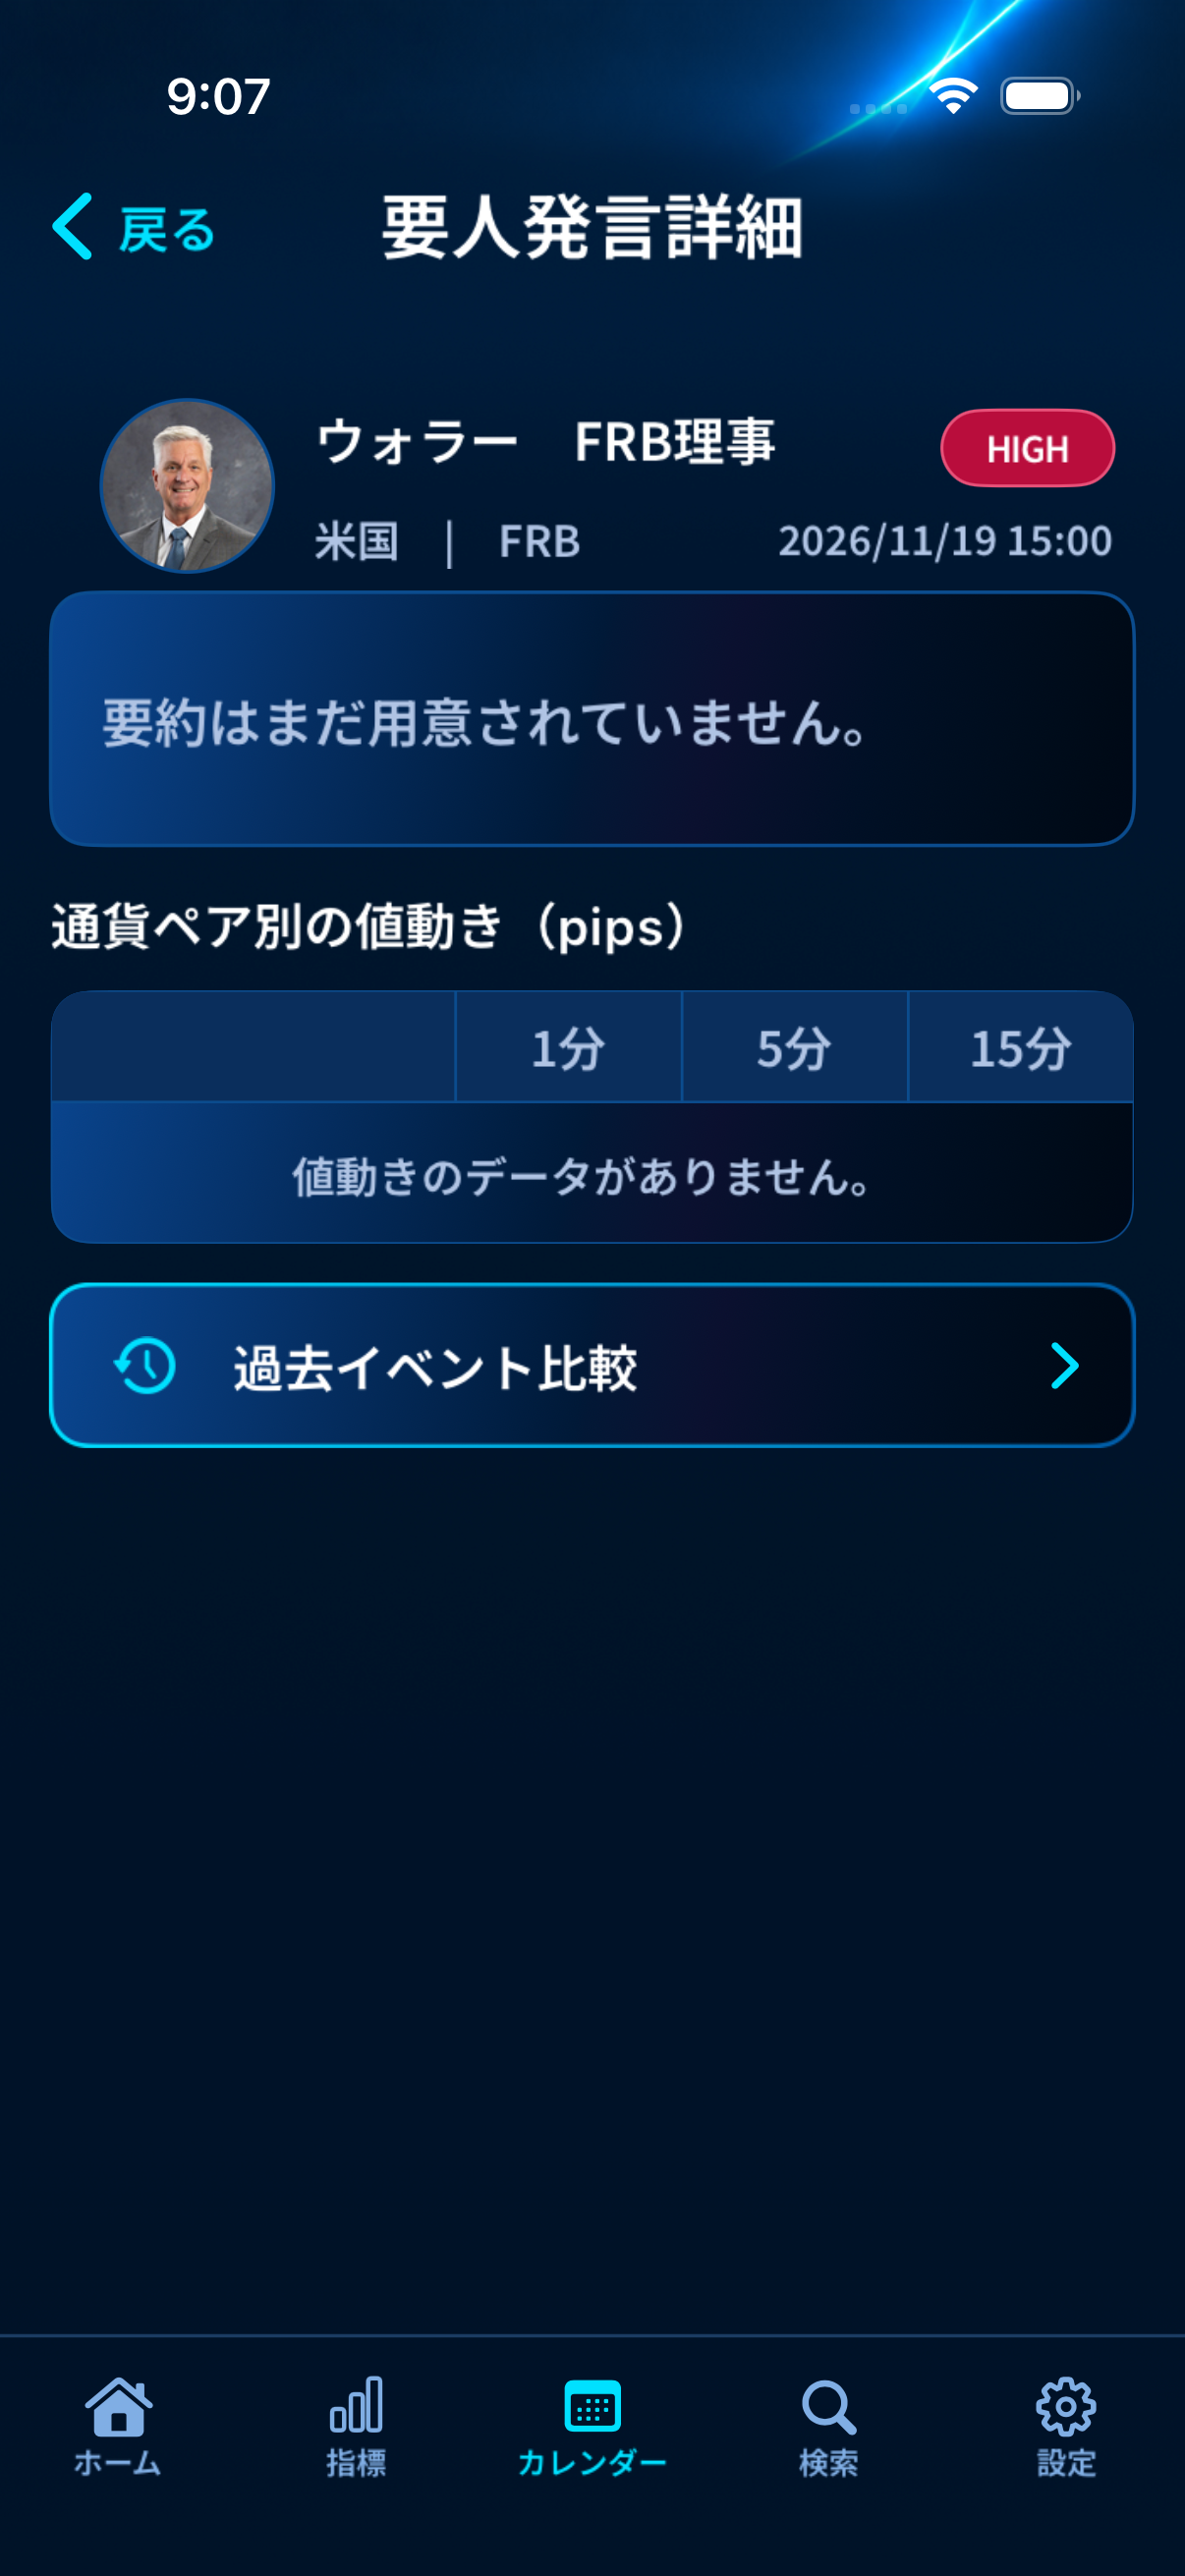 9:07
戻る
要人発言詳細
ウォラー　FRB理事
HIGH
米国　|　FRB
2026/11/19 15:00
要約はまだ用意されていません。
通貨ペア別の値動き（pips）
1分 5分 15分
値動きのデータがありません。
過去イベント比較
ホーム 指標 カレンダー 検索 設定